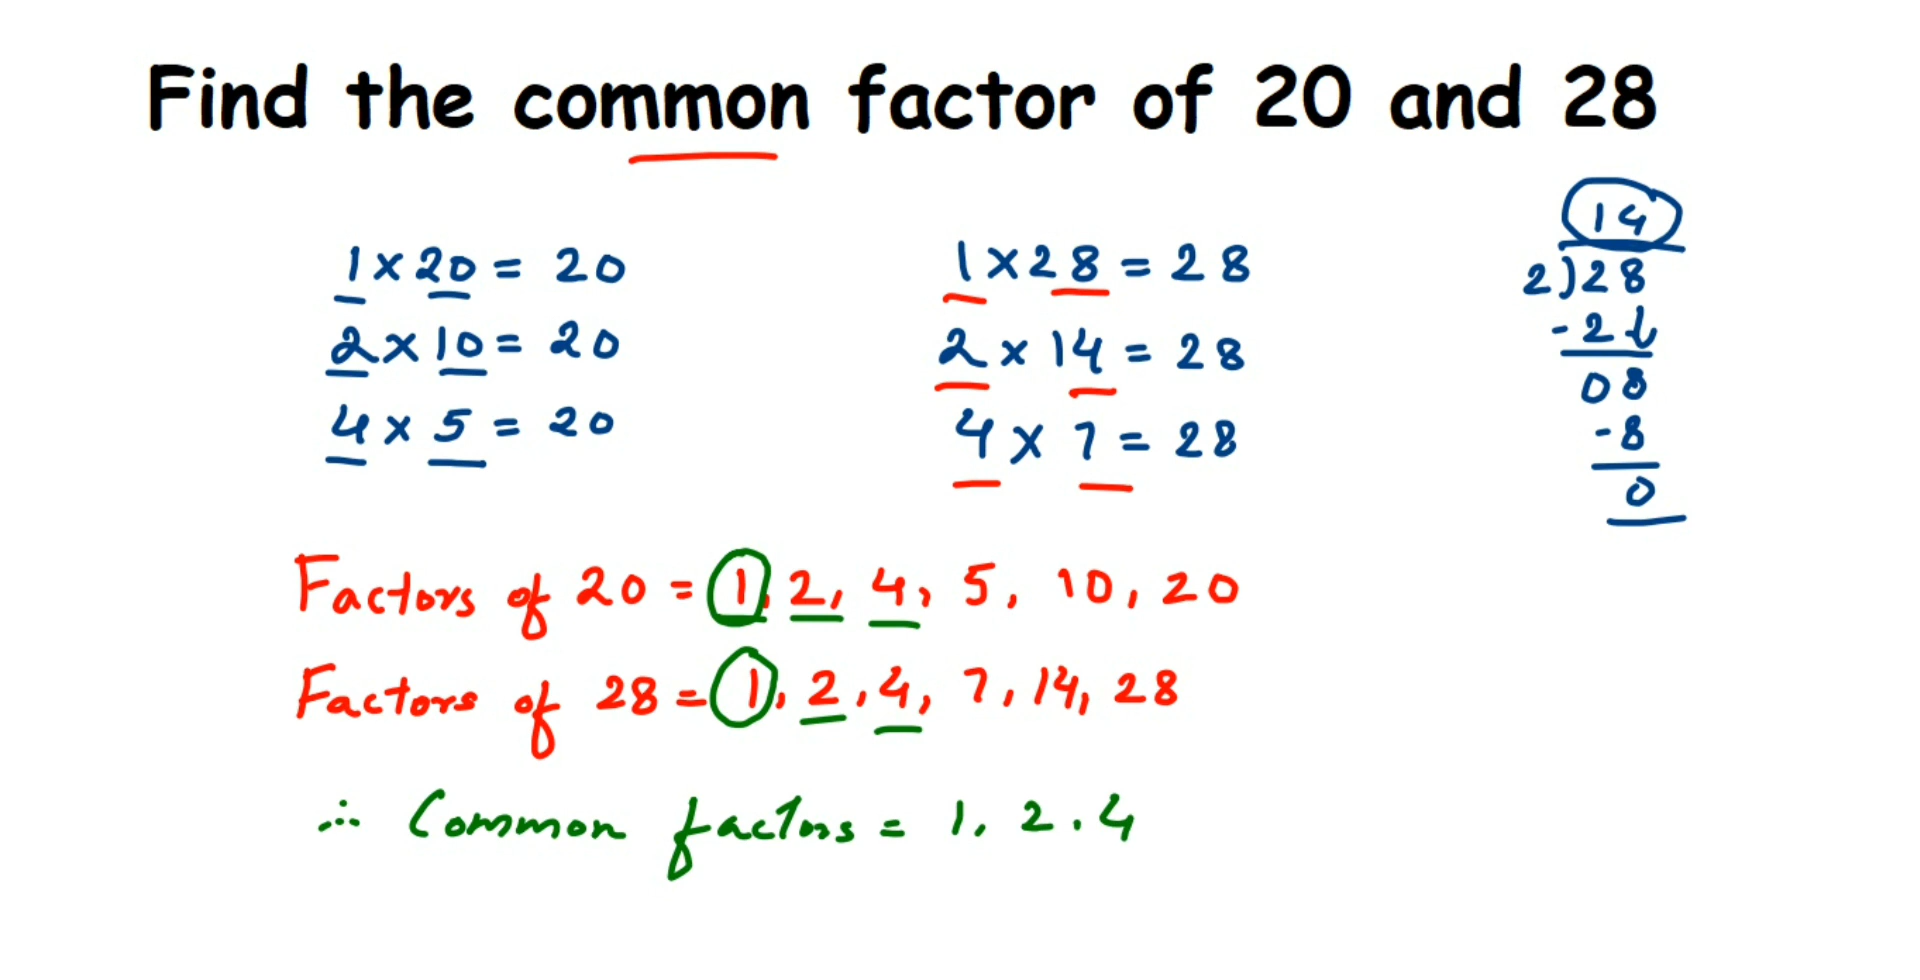 Find the common factor of 20 and 28
1 × 20 = 20
2 × 10 = 20
4 × 5 = 20
1 × 28 = 28
2 × 14 = 28
4 × 7 = 28
14
2)28
-2↓
08
-8
0
Factors of 20 = 1, 2, 4, 5, 10, 20
Factors of 28 = 1, 2, 4, 7, 14, 28
∴ Common factors = 1, 2, 4